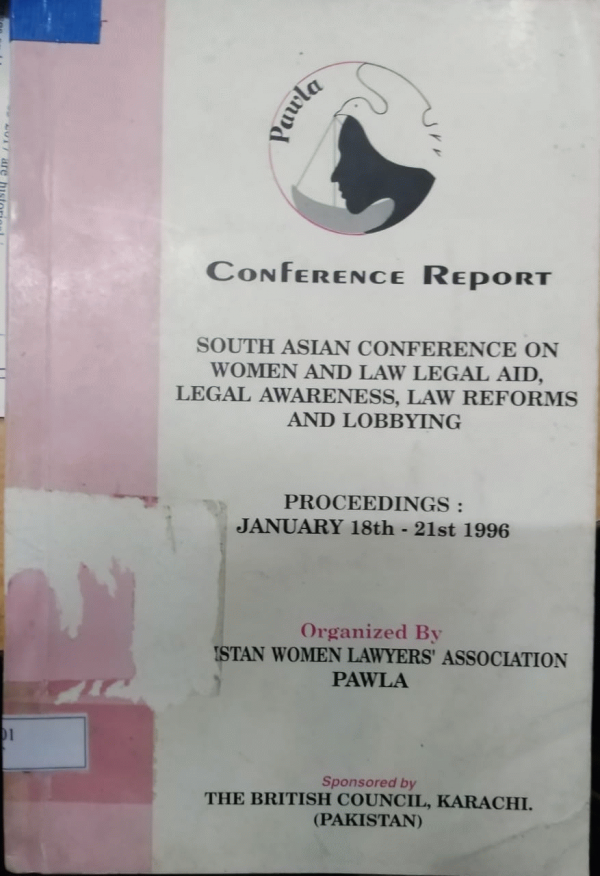 Pawla
CONFERENCE REPORT
SOUTH ASIAN CONFERENCE ON
WOMEN AND LAW LEGAL AID,
LEGAL AWARENESS, LAW REFORMS
AND LOBBYING
PROCEEDINGS :
JANUARY 18th - 21st 1996
Organized By
ISTAN WOMEN LAWYERS' ASSOCIATION
PAWLA
01
Sponsored by
THE BRITISH COUNCIL, KARACHI.
(PAKISTAN)